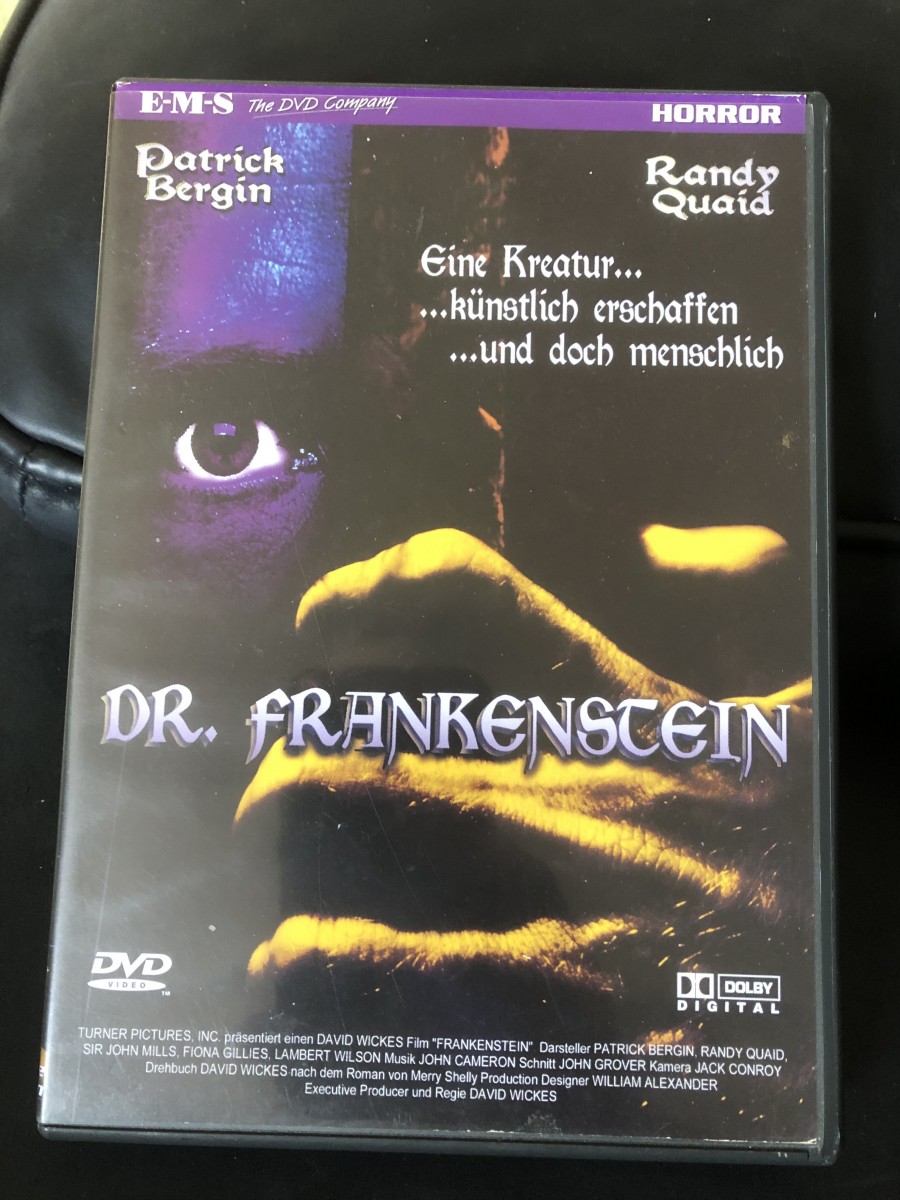 E-M-S The DVD Company
HORROR
Patrick
Bergin
Randy
Quaid
Eine Kreatur...
...künstlich erschaffen
...und doch menschlich
DR. FRANKENSTEIN
DVD
VIDEO
TM
DOLBY
DIGITAL
TURNER PICTURES, INC. präsentiert einen DAVID WICKES Film "FRANKENSTEIN" Darsteller PATRICK BERGIN, RANDY QUAID,
SIR JOHN MILLS, FIONA GILLIES, LAMBERT WILSON Musik JOHN CAMERON Schnitt JOHN GROVER Kamera JACK CONROY
Drehbuch DAVID WICKES nach dem Roman von Merry Shelly Production Designer WILLIAM ALEXANDER
Executive Producer und Regie DAVID WICKES